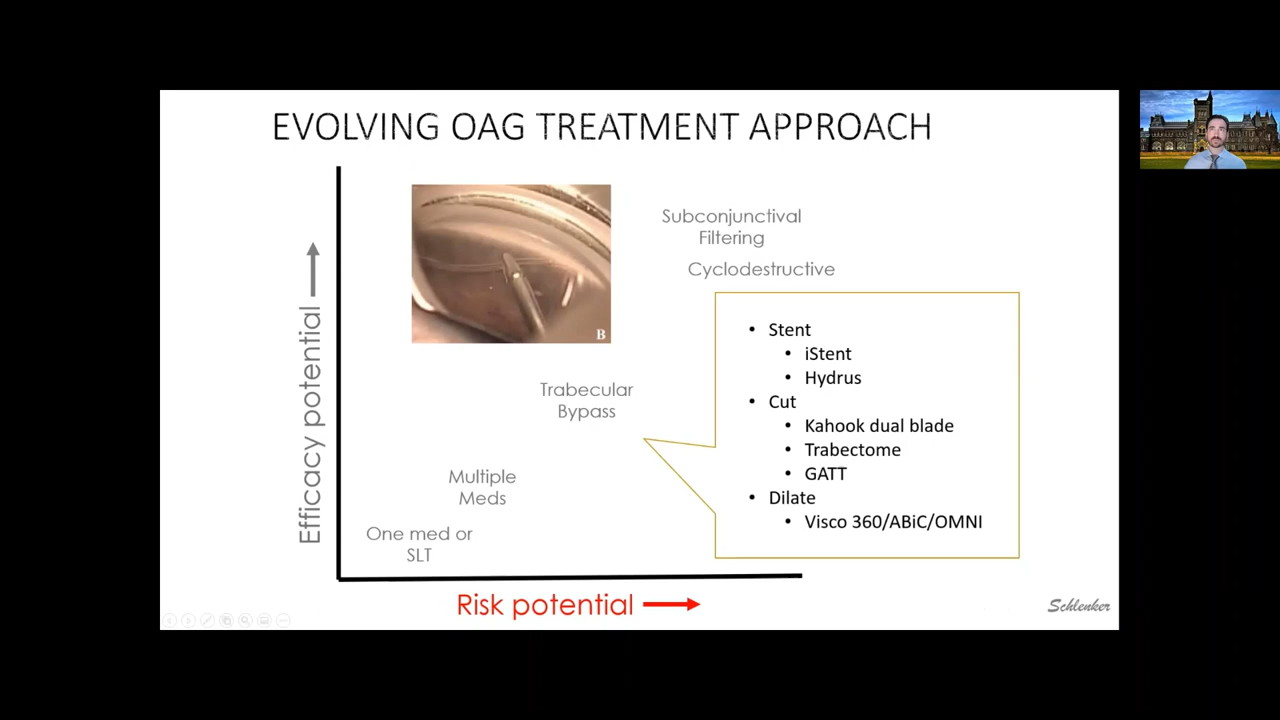 EVOLVING OAG TREATMENT APPROACH
Efficacy potential
B
Subconjunctival
Filtering
Cyclodestructive
Trabecular
Bypass
Multiple
Meds
One med or
SLT
• Stent
• iStent
• Hydrus
• Cut
• Kahook dual blade
• Trabectome
• GATT
• Dilate
• Visco 360/ABiC/OMNI
Risk potential
Schlenker